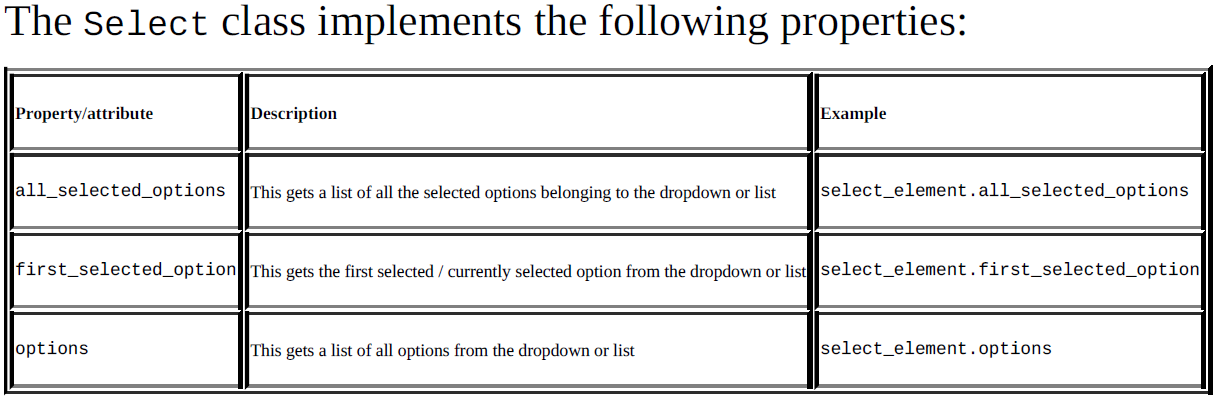 The Select class implements the following properties:
Property/attribute Description Example
all_selected_options This gets a list of all the selected options belonging to the dropdown or list select_element.all_selected_options
first_selected_option This gets the first selected / currently selected option from the dropdown or list select_element.first_selected_option
options This gets a list of all options from the dropdown or list select_element.options